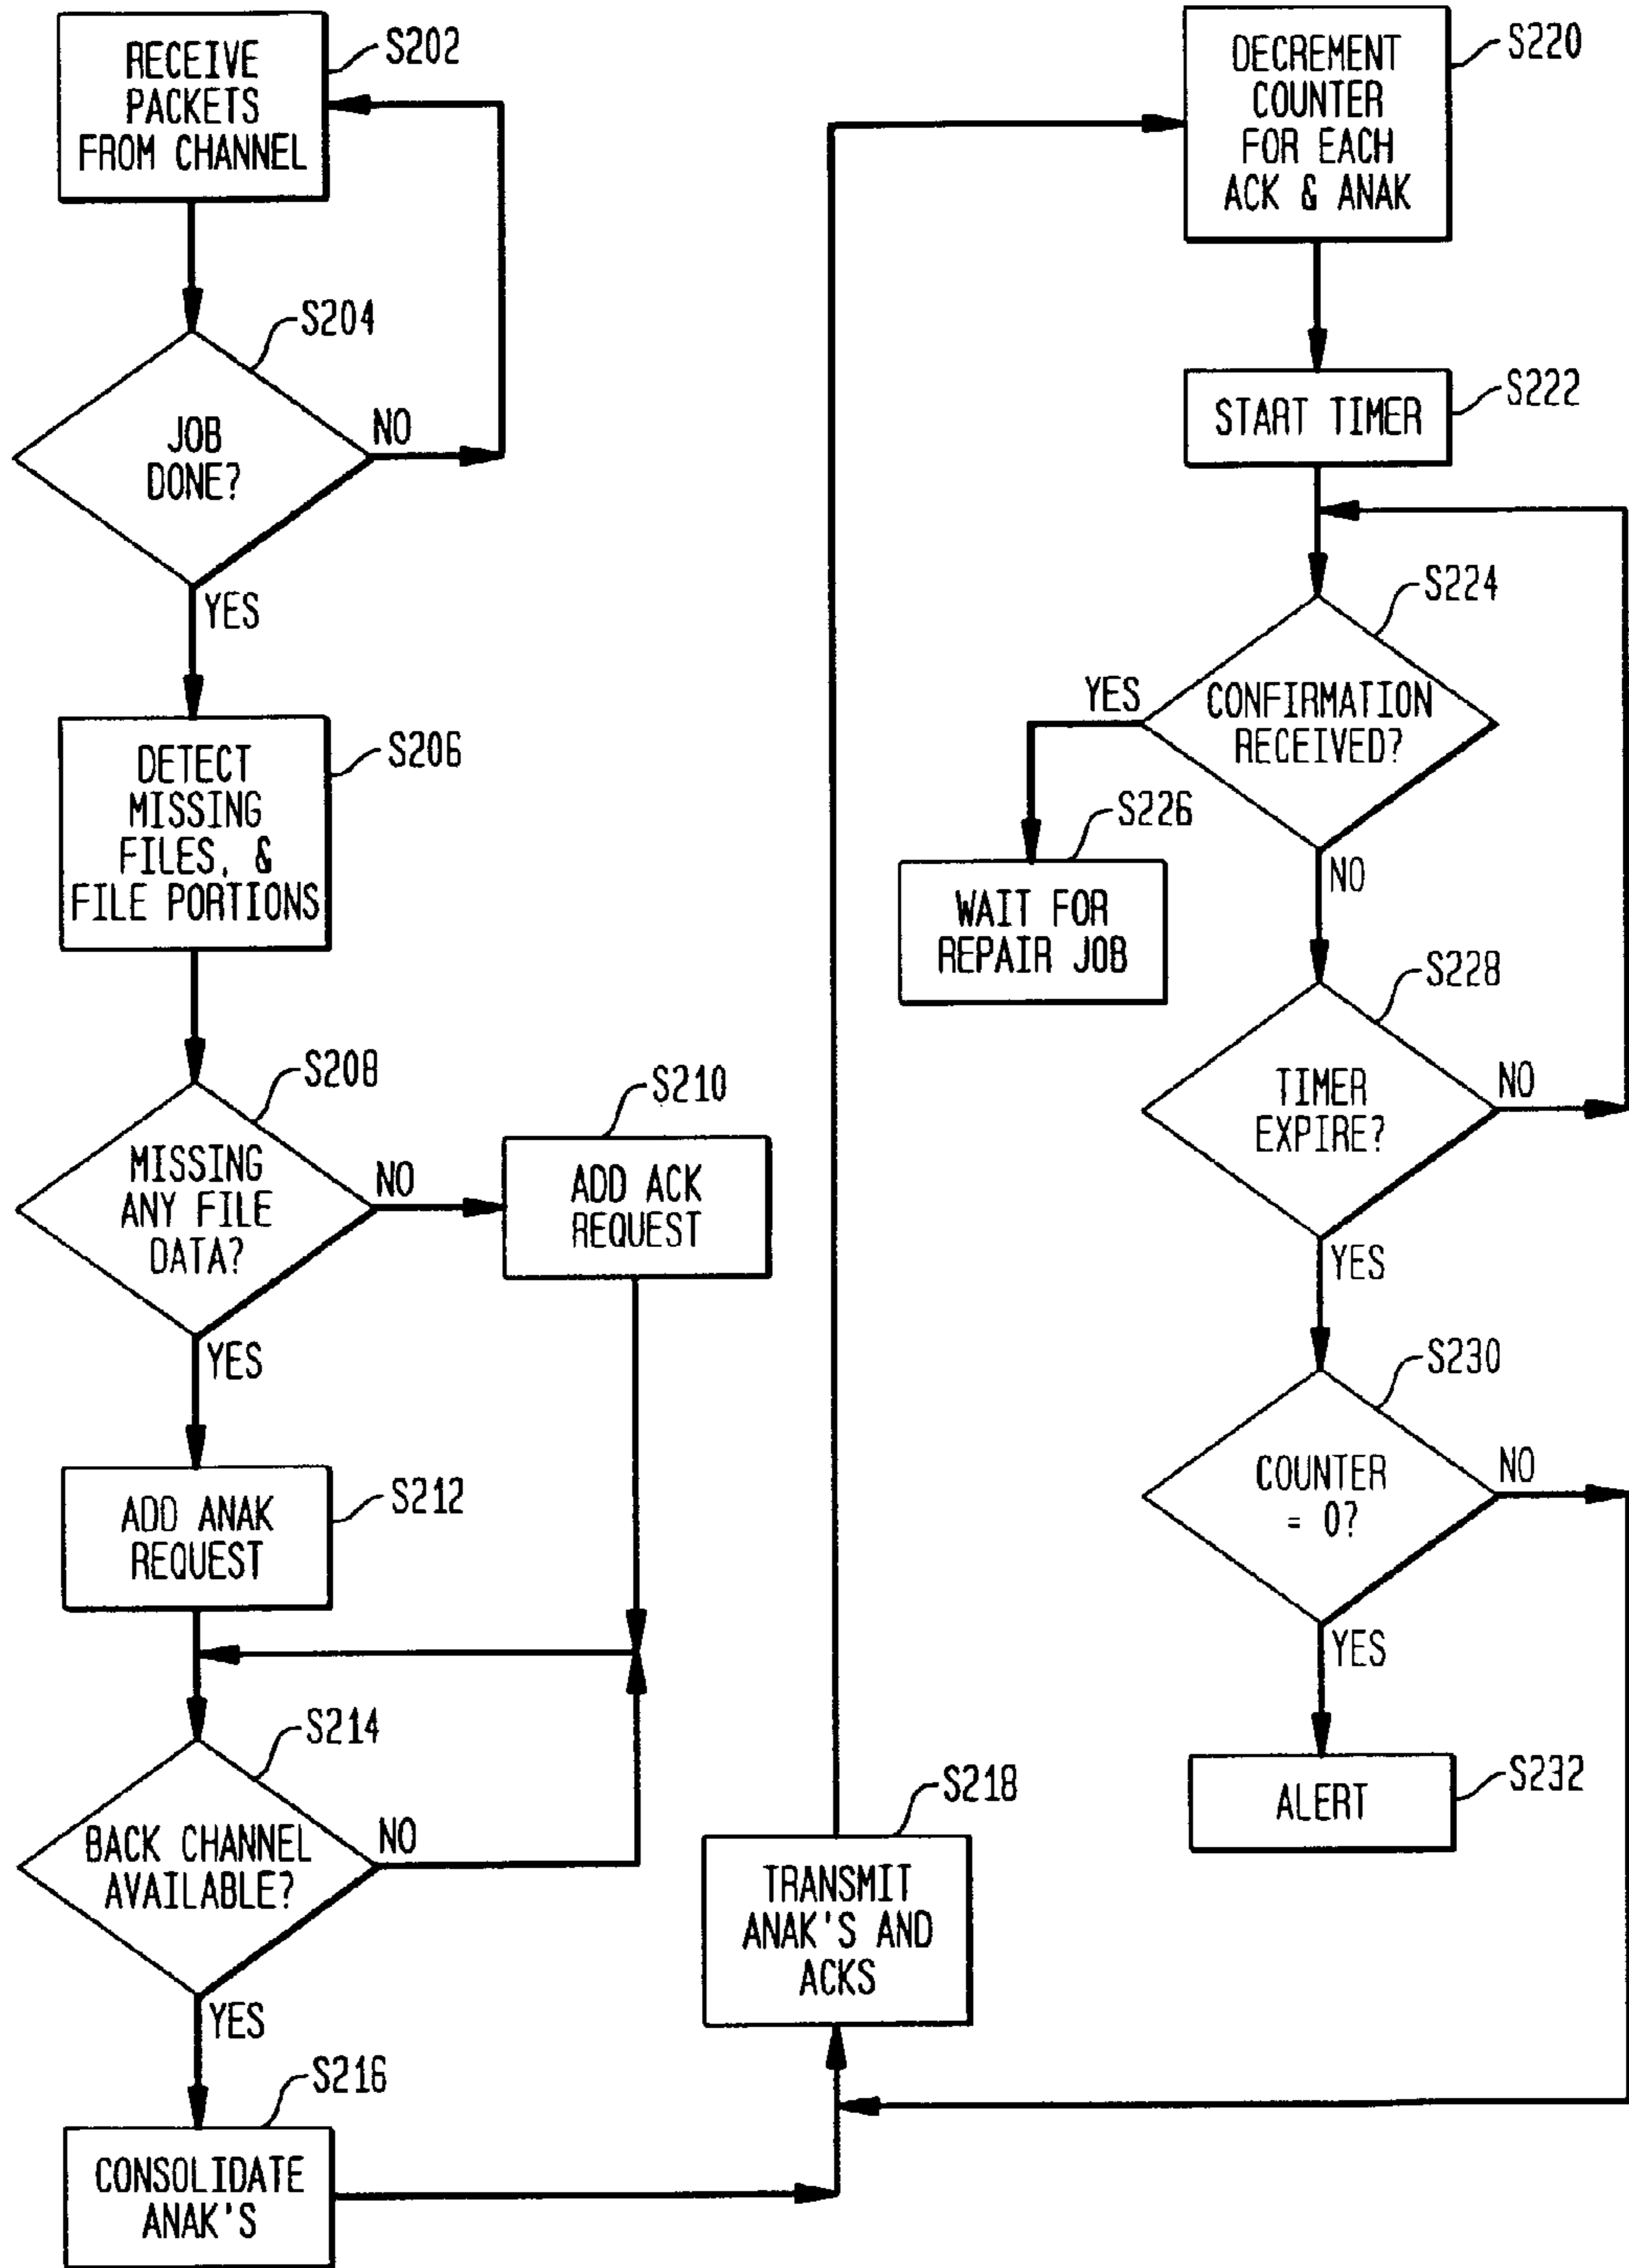 RECEIVE
PACKETS
FROM CHANNEL
S202
S204
JOB
DONE?
NO
YES
DETECT
MISSING
FILES, &
FILE PORTIONS
S206
S208
MISSING
ANY FILE
DATA?
NO
YES
S210
ADD ACK
REQUEST
ADD ANAK
REQUEST
S212
S214
BACK CHANNEL
AVAILABLE?
NO
YES
S216
CONSOLIDATE
ANAK'S
S218
TRANSMIT
ANAK'S AND
ACKS
DECREMENT
COUNTER
FOR EACH
ACK & ANAK
S220
START TIMER
S222
S224
CONFIRMATION
RECEIVED?
YES
NO
S226
WAIT FOR
REPAIR JOB
S228
TIMER
EXPIRE?
NO
YES
S230
COUNTER
= 0?
NO
YES
ALERT
S232